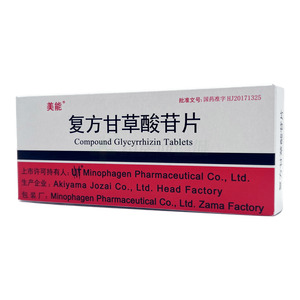 美能®
批准文号:国药准字HJ20171325
复方甘草酸苷片
Compound Glycyrrhizin Tablets
上市许可持有人: Minophagen Pharmaceutical Co., Ltd.
生产企业: Akiyama Jozai Co., Ltd. Head Factory
包装厂: Minophagen Pharmaceutical Co., Ltd. Zama Factory